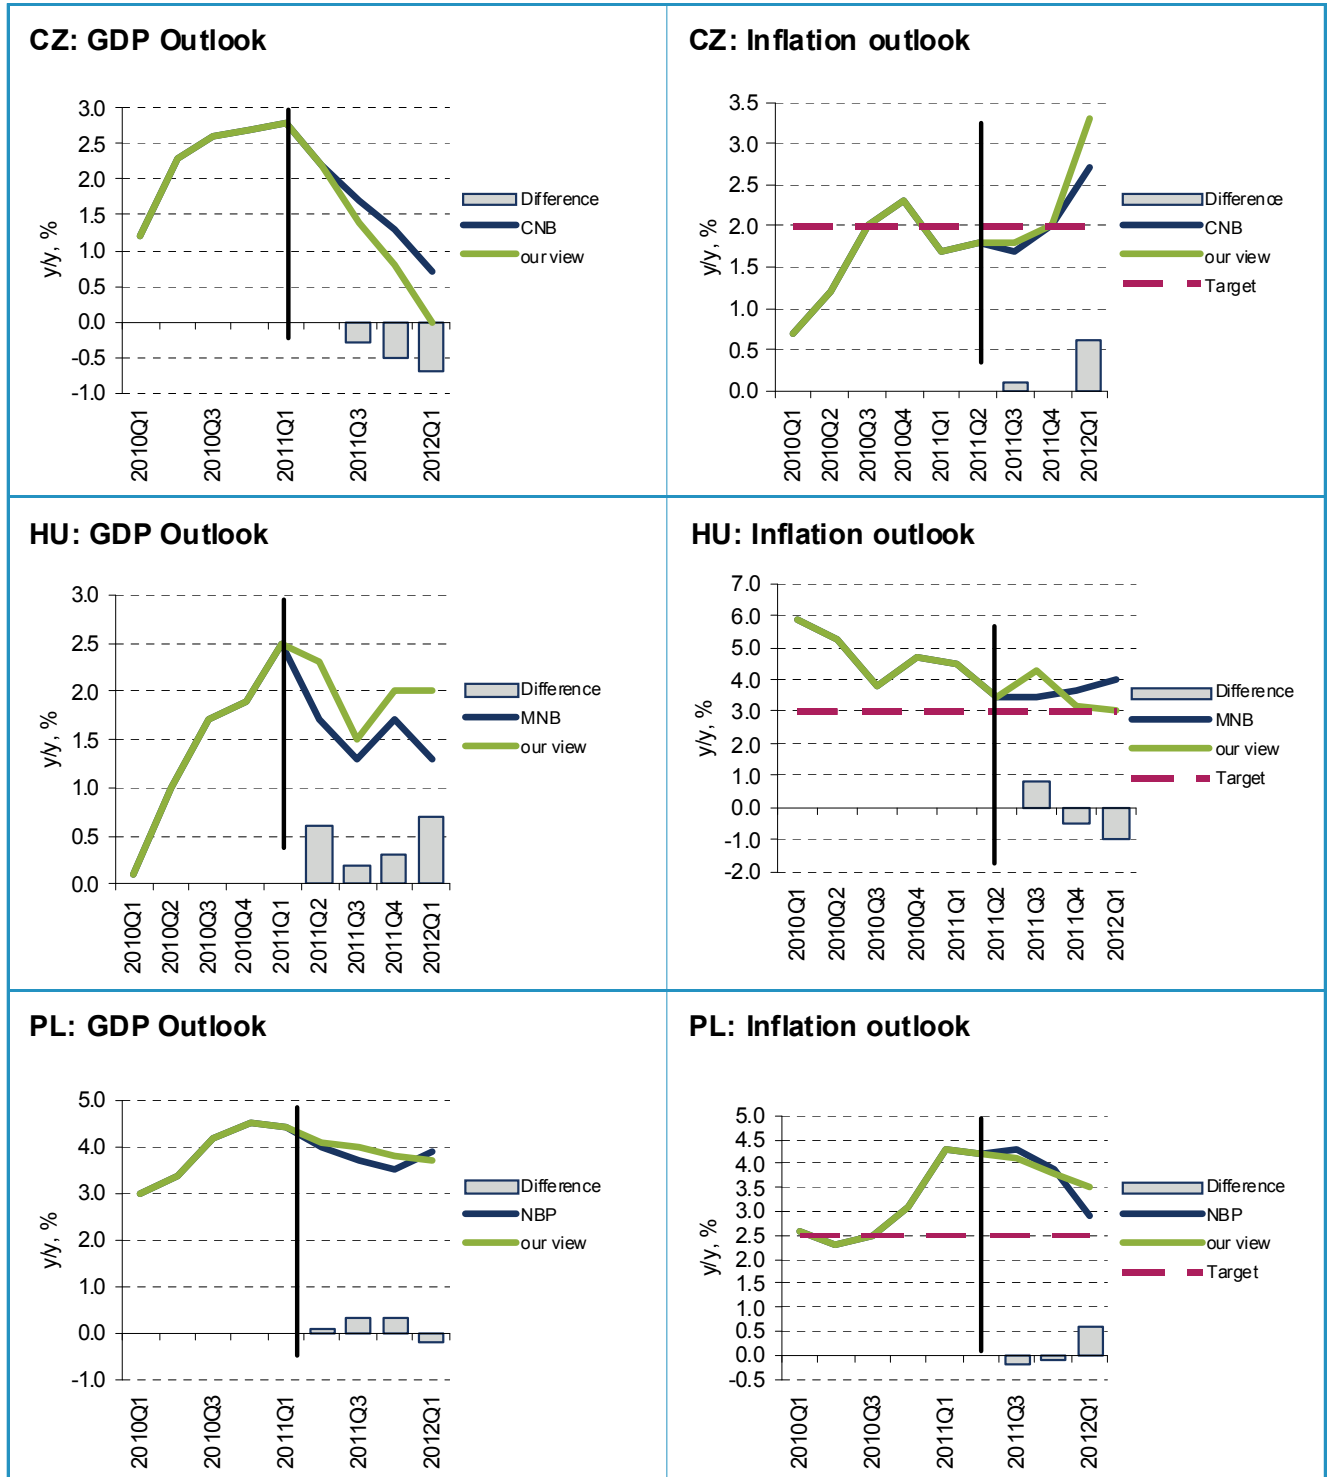 CZ: GDP Outlook
3.0
2.5
2.0
1.5
1.0
0.5
0.0
-0.5
-1.0
y/y, %
2010Q1
2010Q3
2011Q1
2011Q3
2012Q1
Difference
CNB
our view
CZ: Inflation outlook
3.5
3.0
2.5
2.0
1.5
1.0
0.5
0.0
y/y, %
2010Q1
2010Q2
2010Q3
2010Q4
2011Q1
2011Q2
2011Q3
2011Q4
2012Q1
Difference
CNB
our view
Target
HU: GDP Outlook
3.0
2.5
2.0
1.5
1.0
0.5
0.0
y/y, %
2010Q1
2010Q2
2010Q3
2010Q4
2011Q1
2011Q2
2011Q3
2011Q4
2012Q1
Difference
MNB
our view
HU: Inflation outlook
7.0
6.0
5.0
4.0
3.0
2.0
1.0
0.0
-1.0
-2.0
y/y, %
2010Q1
2010Q2
2010Q3
2010Q4
2011Q1
2011Q2
2011Q3
2011Q4
2012Q1
Difference
MNB
our view
Target
PL: GDP Outlook
5.0
4.0
3.0
2.0
1.0
0.0
-1.0
y/y, %
2010Q1
2010Q3
2011Q1
2011Q3
2012Q1
Difference
NBP
our view
PL: Inflation outlook
5.0
4.5
4.0
3.5
3.0
2.5
2.0
1.5
1.0
0.5
0.0
-0.5
y/y, %
2010Q1
2010Q3
2011Q1
2011Q3
2012Q1
Difference
NBP
our view
Target